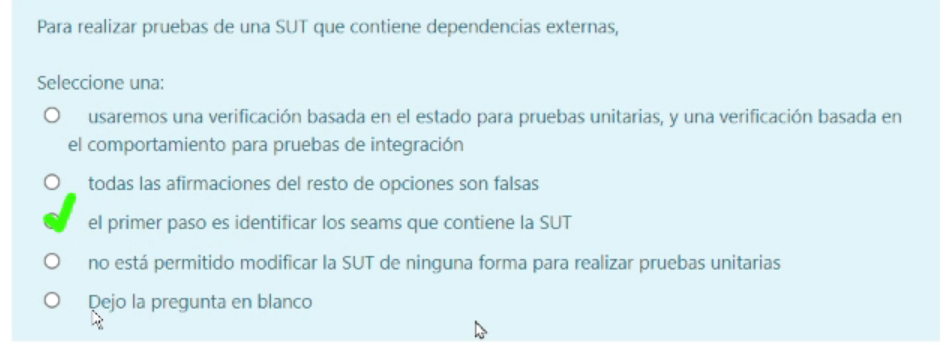 Para realizar pruebas de una SUT que contiene dependencias externas,
Seleccione una:
usaremos una verificación basada en el estado para pruebas unitarias, y una verificación basada en
el comportamiento para pruebas de integración
todas las afirmaciones del resto de opciones son falsas
el primer paso es identificar los seams que contiene la SUT
no está permitido modificar la SUT de ninguna forma para realizar pruebas unitarias
Dejo la pregunta en blanco